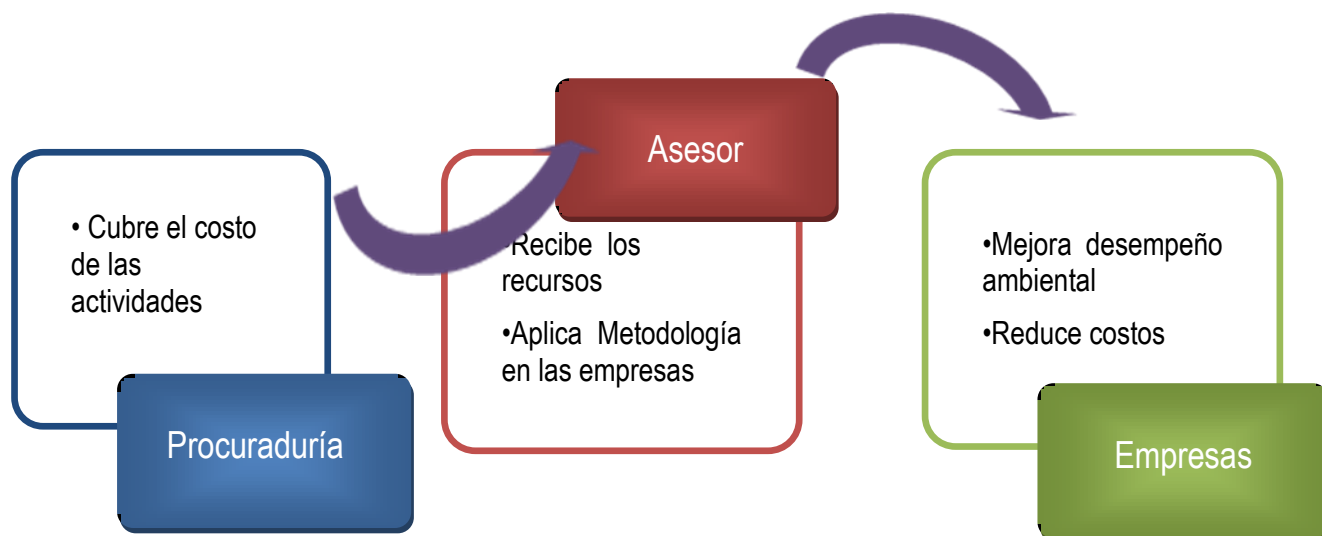 • Cubre el costo
de las
actividades
Procuraduría
Asesor
•Recibe los
recursos
•Aplica Metodología
en las empresas
•Mejora desempeño
ambiental
•Reduce costos
Empresas